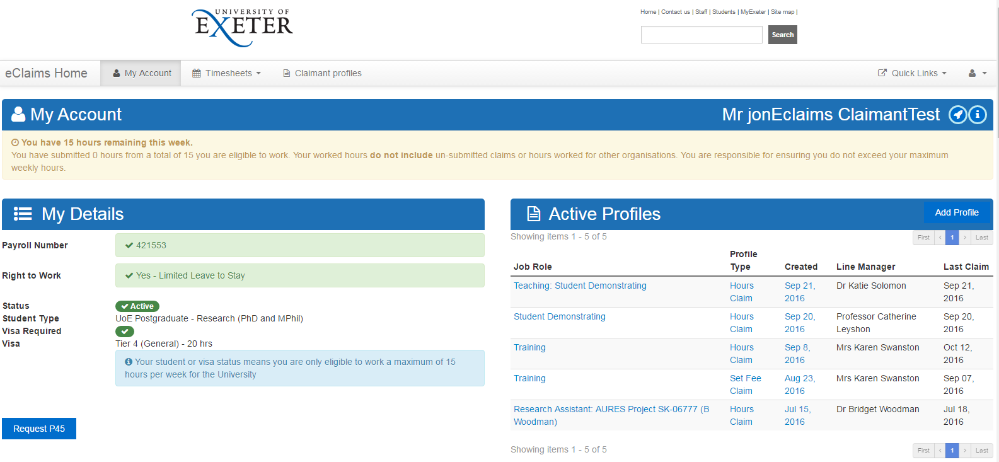 UNIVERSITY OF
EXETER
Home | Contact us | Staff | Students | MyExeter | Site map |
Search
eClaims Home
My Account
Timesheets
Claimant profiles
Quick Links
My Account
Mr jonEclaims ClaimantTest
You have 15 hours remaining this week.
You have submitted 0 hours from a total of 15 you are eligible to work. Your worked hours do not include un-submitted claims or hours worked for other organisations. You are responsible for ensuring you do not exceed your maximum
weekly hours.
My Details
Payroll Number
421553
Right to Work
Yes - Limited Leave to Stay
Status
Active
Student Type
UoE Postgraduate - Research (PhD and MPhil)
Visa Required
Visa
Tier 4 (General) - 20 hrs
Your student or visa status means you are only eligible to work a maximum of 15
hours per week for the University
Request P45
Active Profiles
Add Profile
Showing items 1 - 5 of 5
First ‹ 1 › Last
Job Role
Profile
Type
Created
Line Manager
Last Claim
Teaching: Student Demonstrating
Hours
Claim
Sep 21,
2016
Dr Katie Solomon
Sep 21,
2016
Student Demonstrating
Hours
Claim
Sep 20,
2016
Professor Catherine
Leyshon
Sep 20,
2016
Training
Hours
Claim
Sep 8,
2016
Mrs Karen Swanston
Oct 12,
2016
Training
Set Fee
Claim
Aug 23,
2016
Mrs Karen Swanston
Sep 07,
2016
Research Assistant: AURES Project SK-06777 (B
Woodman)
Hours
Claim
Jul 15,
2016
Dr Bridget Woodman
Jul 18,
2016
Showing items 1 - 5 of 5
First ‹ 1 › Last